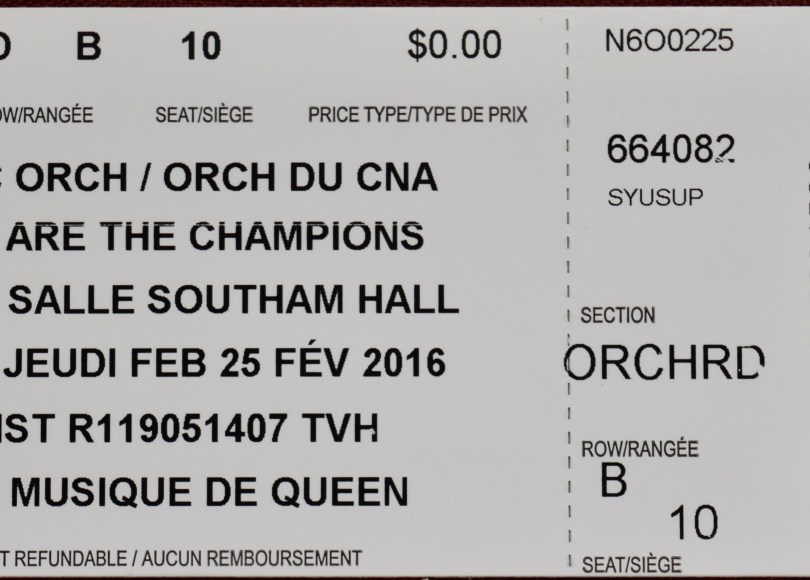 B 10 $0.00
ROW/RANGÉE SEAT/SIÈGE PRICE TYPE/TYPE DE PRIX
ORCH / ORCH DU CNA
ARE THE CHAMPIONS
SALLE SOUTHAM HALL
JEUDI FEB 25 FÉV 2016
R119051407 TVH
MUSIQUE DE QUEEN
REFUNDABLE / AUCUN REMBOURSEMENT
N6O0225
664082
SYUSUP
SECTION
ORCHRD
ROW/RANGÉE
B
10
SEAT/SIÈGE